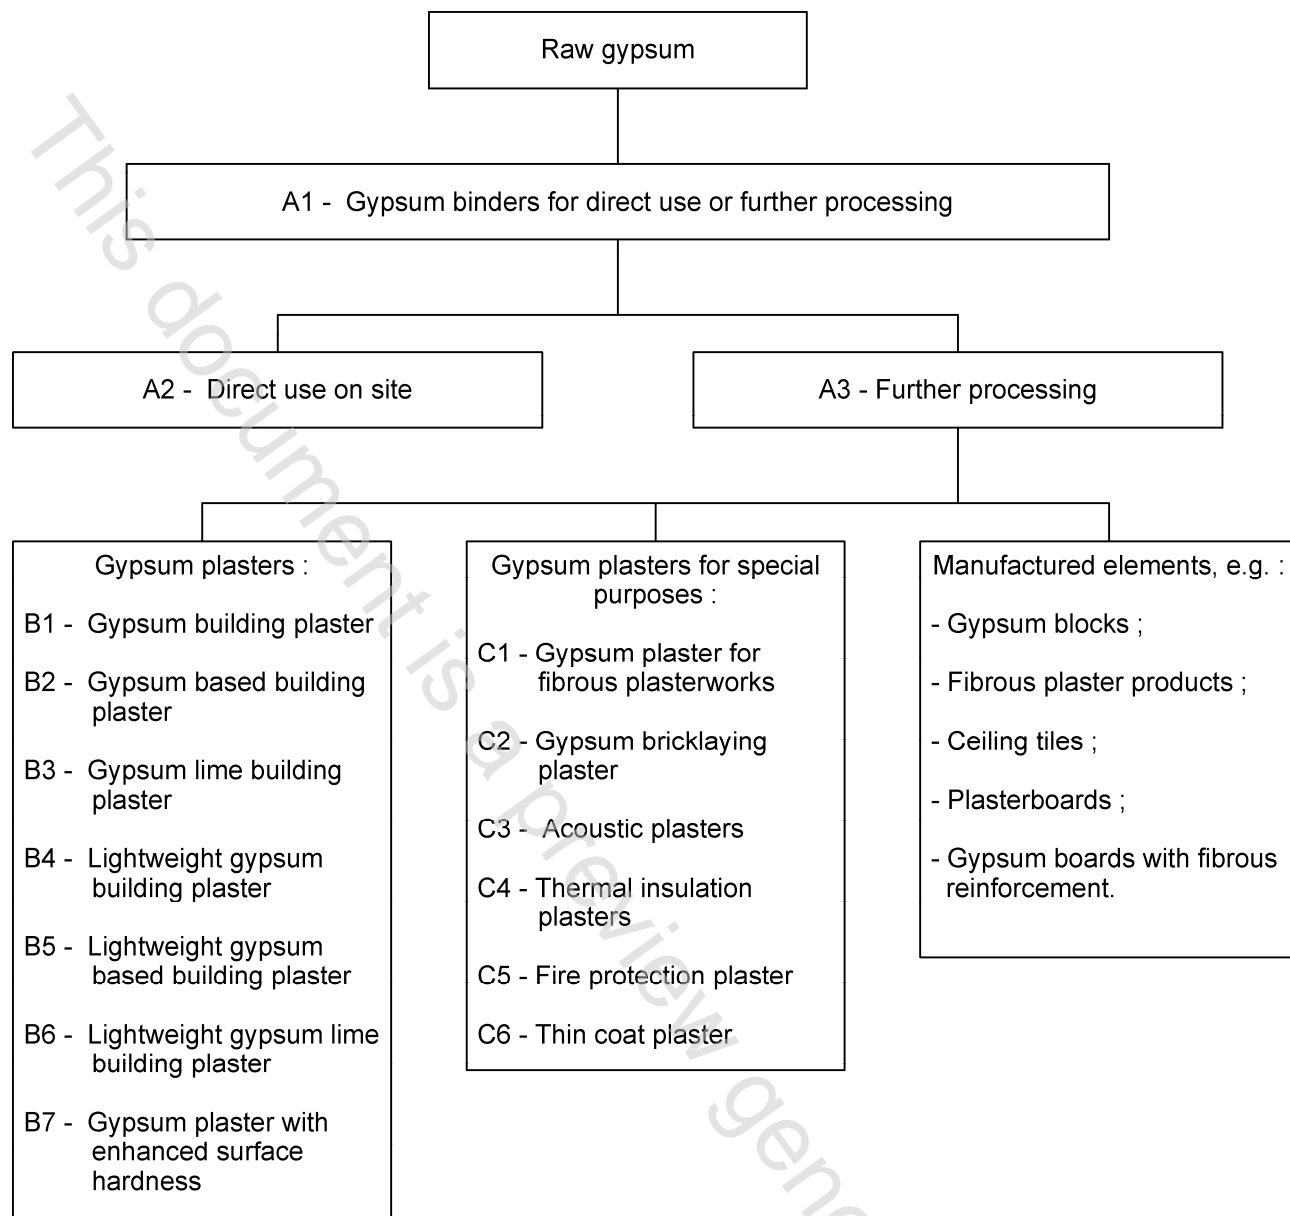 Raw gypsum
A1 - Gypsum binders for direct use or further processing
A2 - Direct use on site
A3 - Further processing
Gypsum plasters :
B1 - Gypsum building plaster
B2 - Gypsum based building
plaster
B3 - Gypsum lime building
plaster
B4 - Lightweight gypsum
building plaster
B5 - Lightweight gypsum
based building plaster
B6 - Lightweight gypsum lime
building plaster
B7 - Gypsum plaster with
enhanced surface
hardness
Gypsum plasters for special
purposes :
C1 - Gypsum plaster for
fibrous plasterworks
C2 - Gypsum bricklaying
plaster
C3 - Acoustic plasters
C4 - Thermal insulation
plasters
C5 - Fire protection plaster
C6 - Thin coat plaster
Manufactured elements, e.g. :
- Gypsum blocks ;
- Fibrous plaster products ;
- Ceiling tiles ;
- Plasterboards ;
- Gypsum boards with fibrous
reinforcement.
This document is a preview gene